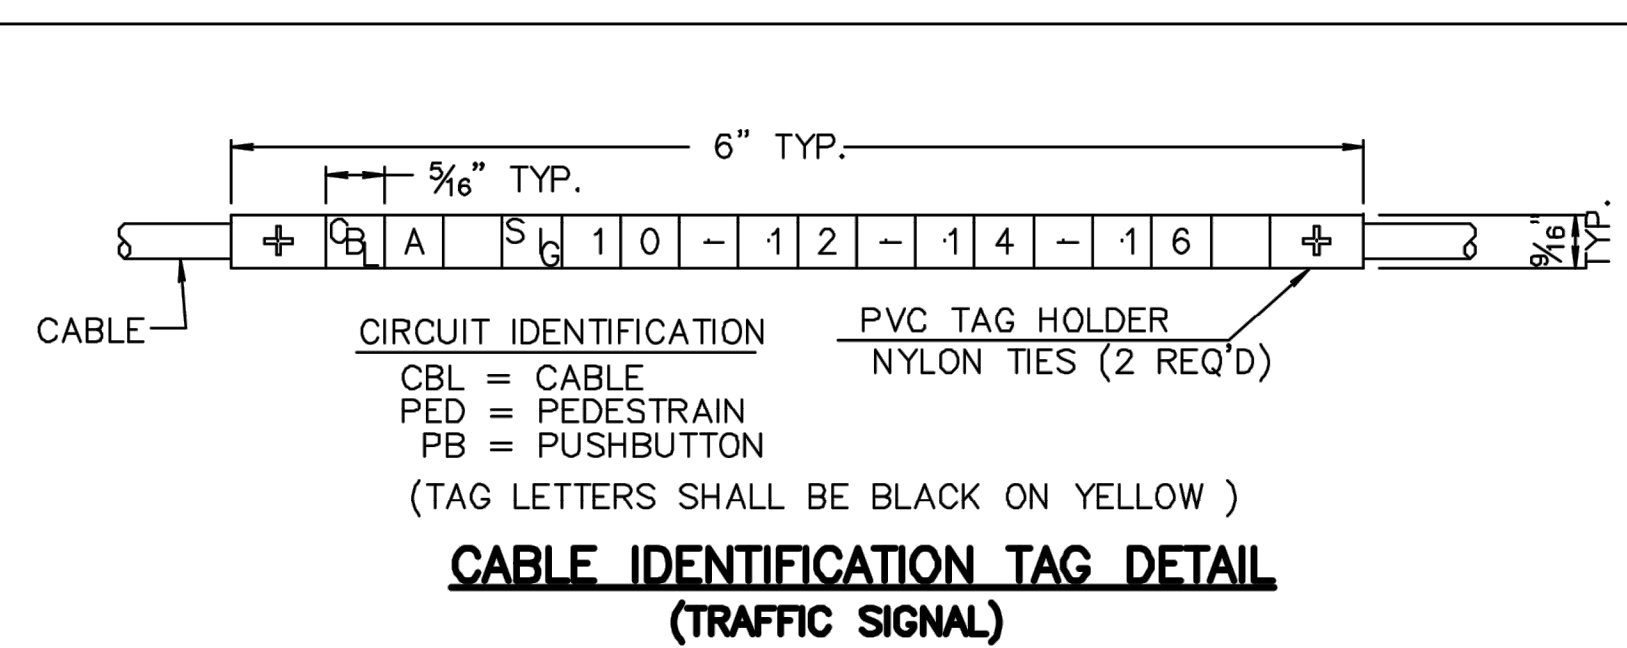 6" TYP.
5/16" TYP.
CBL A SIG 10 - 12 - 14 - 16
9/16" TYP.
CABLE
CIRCUIT IDENTIFICATION
CBL = CABLE
PED = PEDESTRAIN
PB = PUSHBUTTON
PVC TAG HOLDER
NYLON TIES (2 REQ'D)
(TAG LETTERS SHALL BE BLACK ON YELLOW )
CABLE IDENTIFICATION TAG DETAIL
(TRAFFIC SIGNAL)